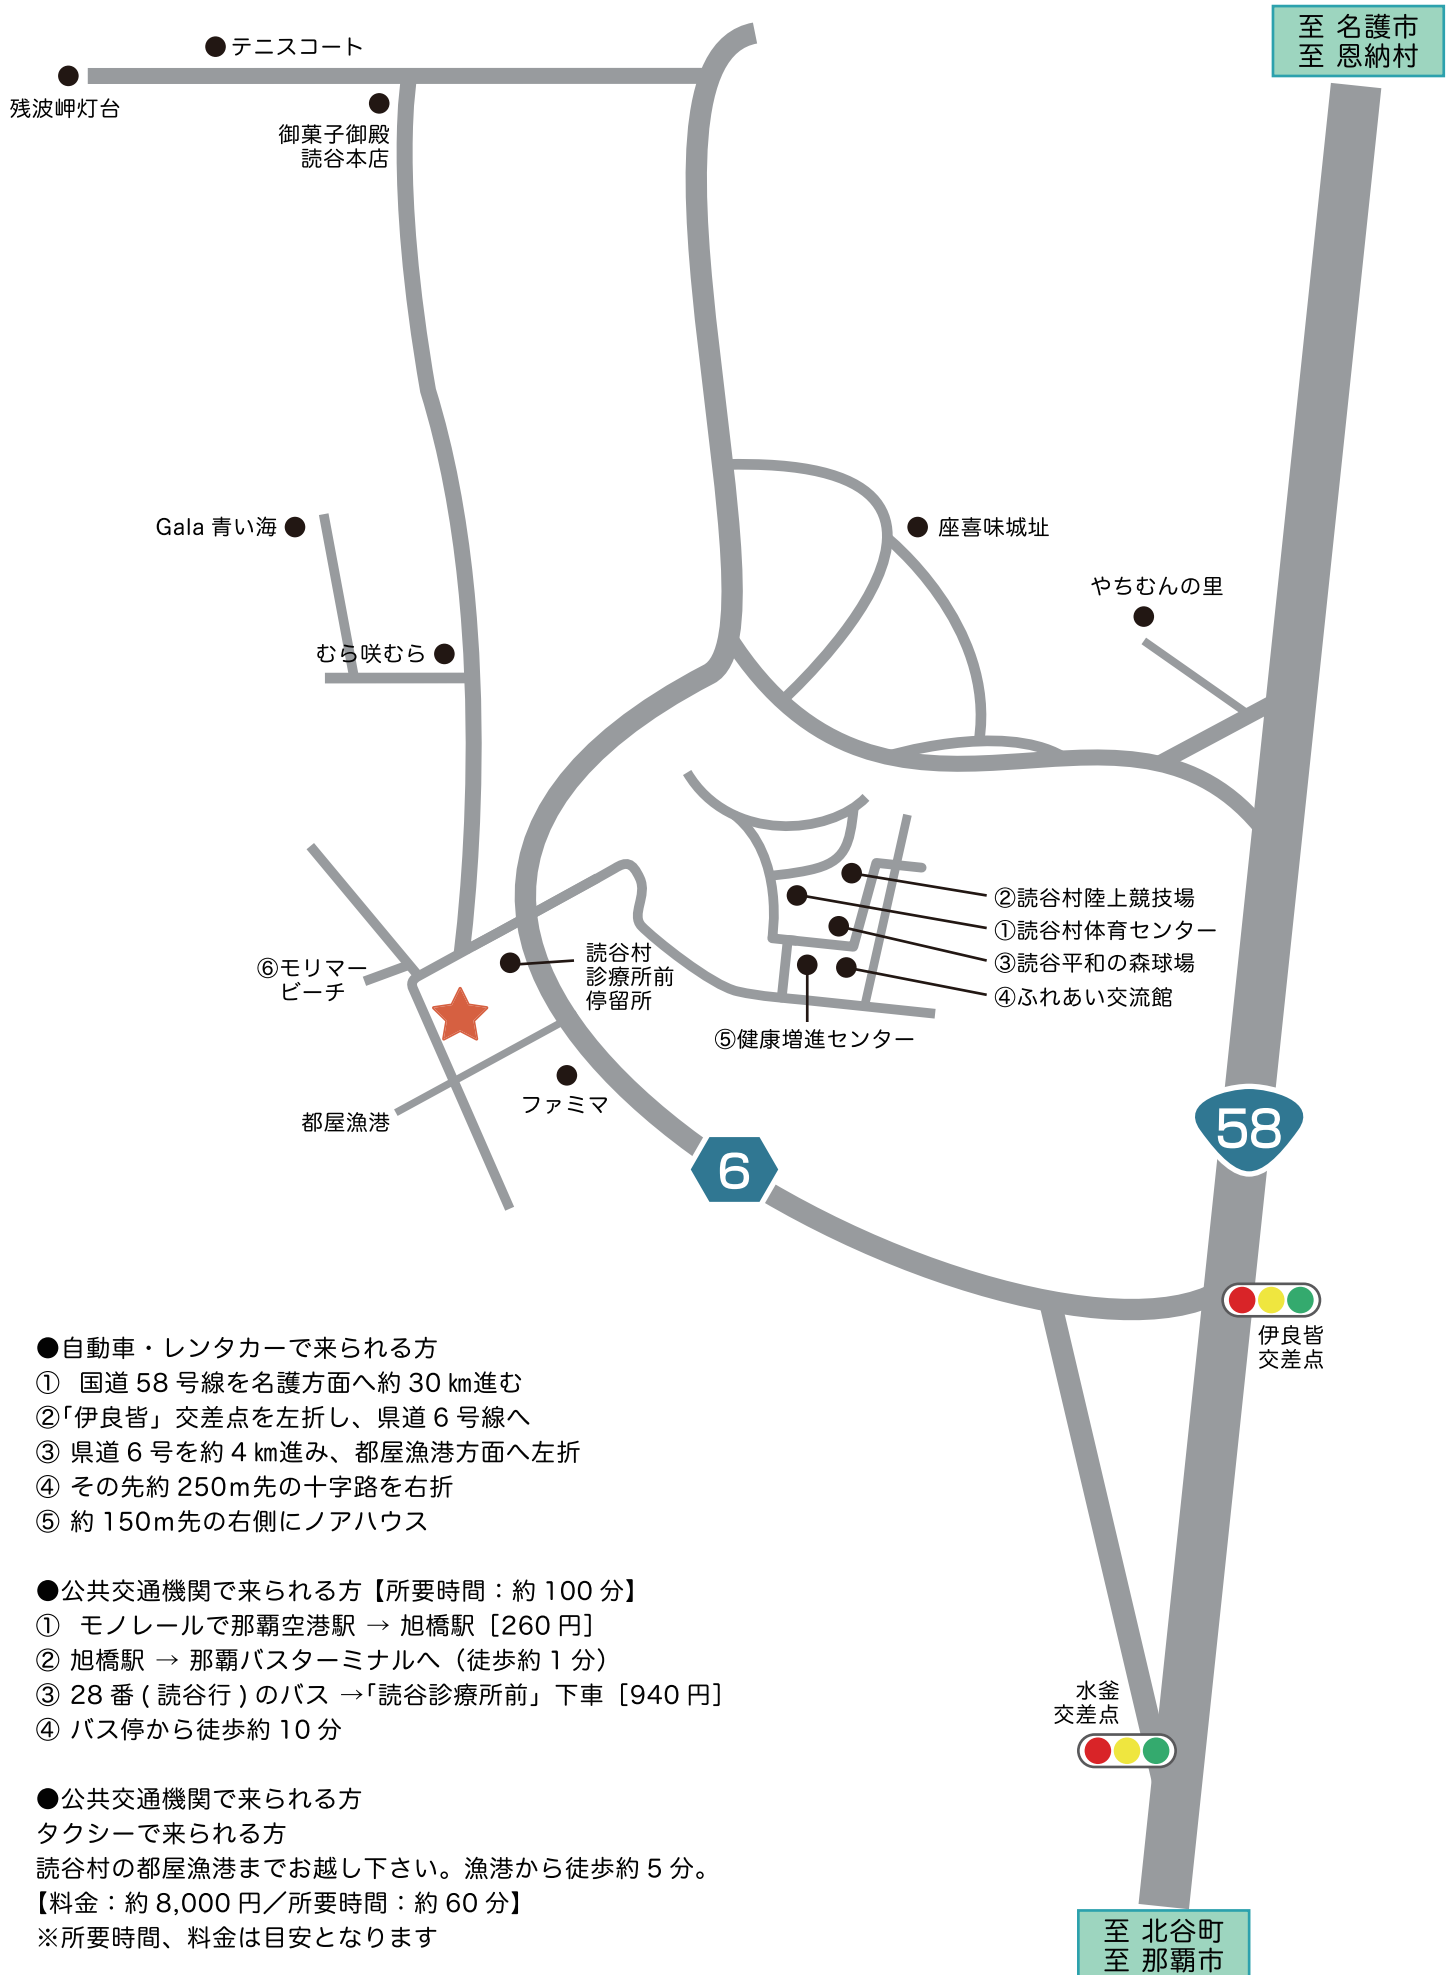 至 名護市
至 恩納村
テニスコート
残波岬灯台
御菓子御殿
読谷本店
Gala 青い海
座喜味城址
やちむんの里
むら咲むら
②読谷村陸上競技場
①読谷村体育センター
③読谷平和の森球場
④ふれあい交流館
⑤健康増進センター
読谷村
診療所前
停留所
⑥モリマー
ビーチ
ファミマ
都屋漁港
58
6
伊良皆
交差点
●自動車・レンタカーで来られる方
① 国道 58 号線を名護方面へ約 30 ㎞進む
②「伊良皆」交差点を左折し、県道 6 号線へ
③ 県道 6 号を約 4 ㎞進み、都屋漁港方面へ左折
④ その先約 250m先の十字路を右折
⑤ 約 150m先の右側にノアハウス
●公共交通機関で来られる方【所要時間：約 100 分】
① モノレールで那覇空港駅 → 旭橋駅［260 円］
② 旭橋駅 → 那覇バスターミナルへ（徒歩約 1 分）
③ 28 番 ( 読谷行 ) のバス →「読谷診療所前」下車［940 円］
④ バス停から徒歩約 10 分
水釜
交差点
●公共交通機関で来られる方
タクシーで来られる方
読谷村の都屋漁港までお越し下さい。漁港から徒歩約 5 分。
【料金：約 8,000 円／所要時間：約 60 分】
※所要時間、料金は目安となります
至 北谷町
至 那覇市